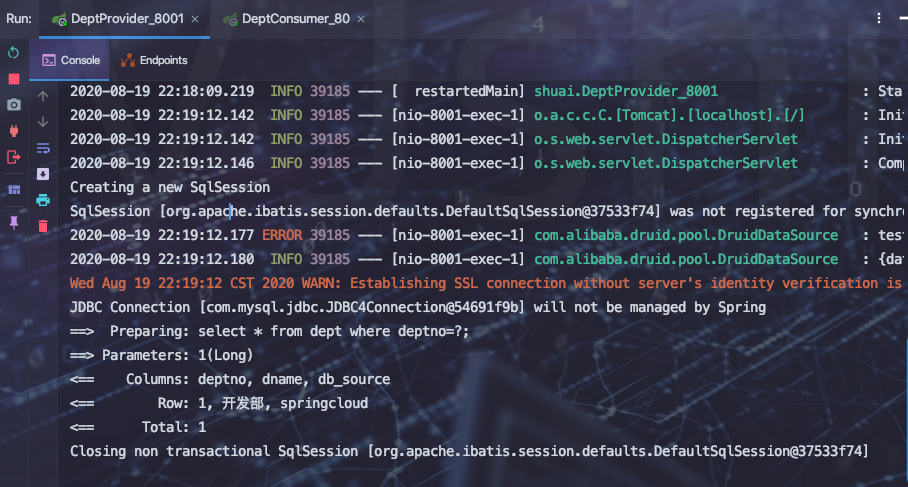 Run: DeptProvider_8001 × DeptConsumer_80 ×
Console Endpoints
2020-08-19 22:18:09.219  INFO 39185 --- [  restartedMain] shuai.DeptProvider_8001                  : Sta
2020-08-19 22:19:12.142  INFO 39185 --- [nio-8001-exec-1] o.a.c.c.C.[Tomcat].[localhost].[/]       : Ini
2020-08-19 22:19:12.142  INFO 39185 --- [nio-8001-exec-1] o.s.web.servlet.DispatcherServlet        : Ini
2020-08-19 22:19:12.146  INFO 39185 --- [nio-8001-exec-1] o.s.web.servlet.DispatcherServlet        : Com
Creating a new SqlSession
SqlSession [org.apache.ibatis.session.defaults.DefaultSqlSession@37533f74] was not registered for synchr
2020-08-19 22:19:12.177 ERROR 39185 --- [nio-8001-exec-1] com.alibaba.druid.pool.DruidDataSource   : tes
2020-08-19 22:19:12.180  INFO 39185 --- [nio-8001-exec-1] com.alibaba.druid.pool.DruidDataSource   : {dat
Wed Aug 19 22:19:12 CST 2020 WARN: Establishing SSL connection without server's identity verification is
JDBC Connection [com.mysql.jdbc.JDBC4Connection@54691f9b] will not be managed by Spring
==>  Preparing: select * from dept where deptno=?;
==> Parameters: 1(Long)
<==    Columns: deptno, dname, db_source
<==        Row: 1, 开发部, springcloud
<==      Total: 1
Closing non transactional SqlSession [org.apache.ibatis.session.defaults.DefaultSqlSession@37533f74]